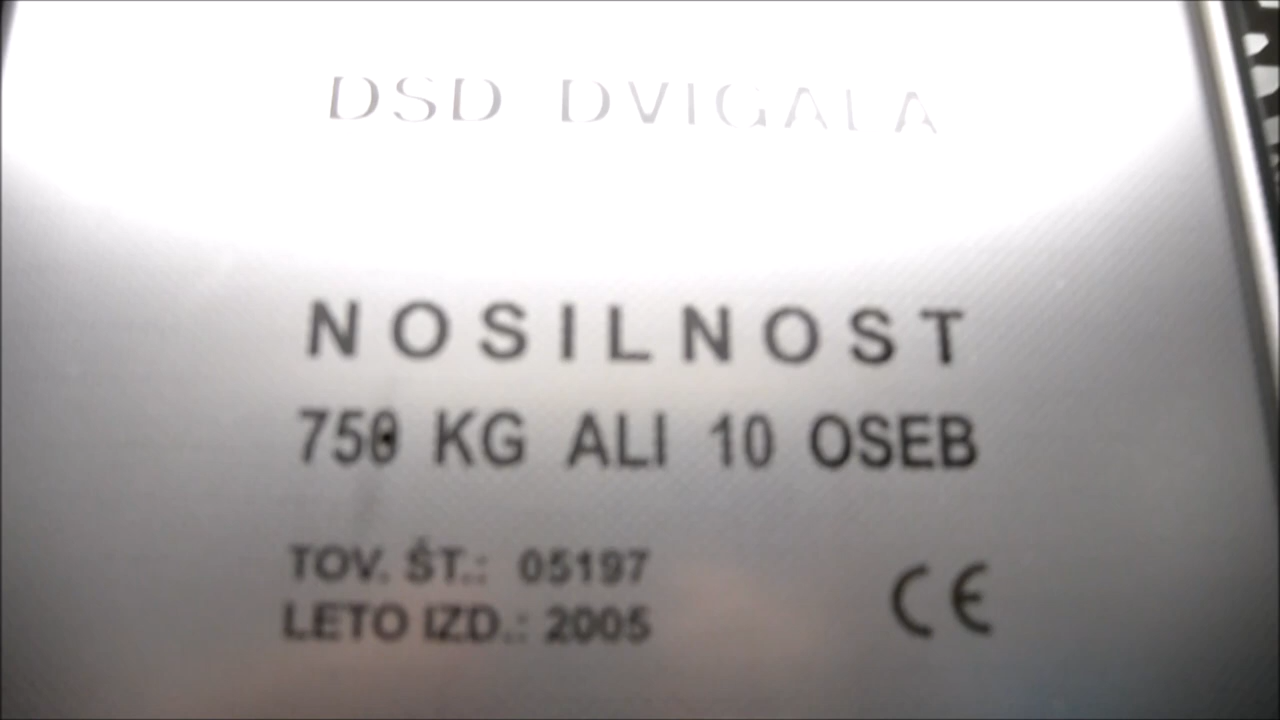 DSD DVIGALA
NOSILNOST
750 KG ALI 10 OSEB
TOV. ŠT.: 05197
LETO IZD.: 2005
CE